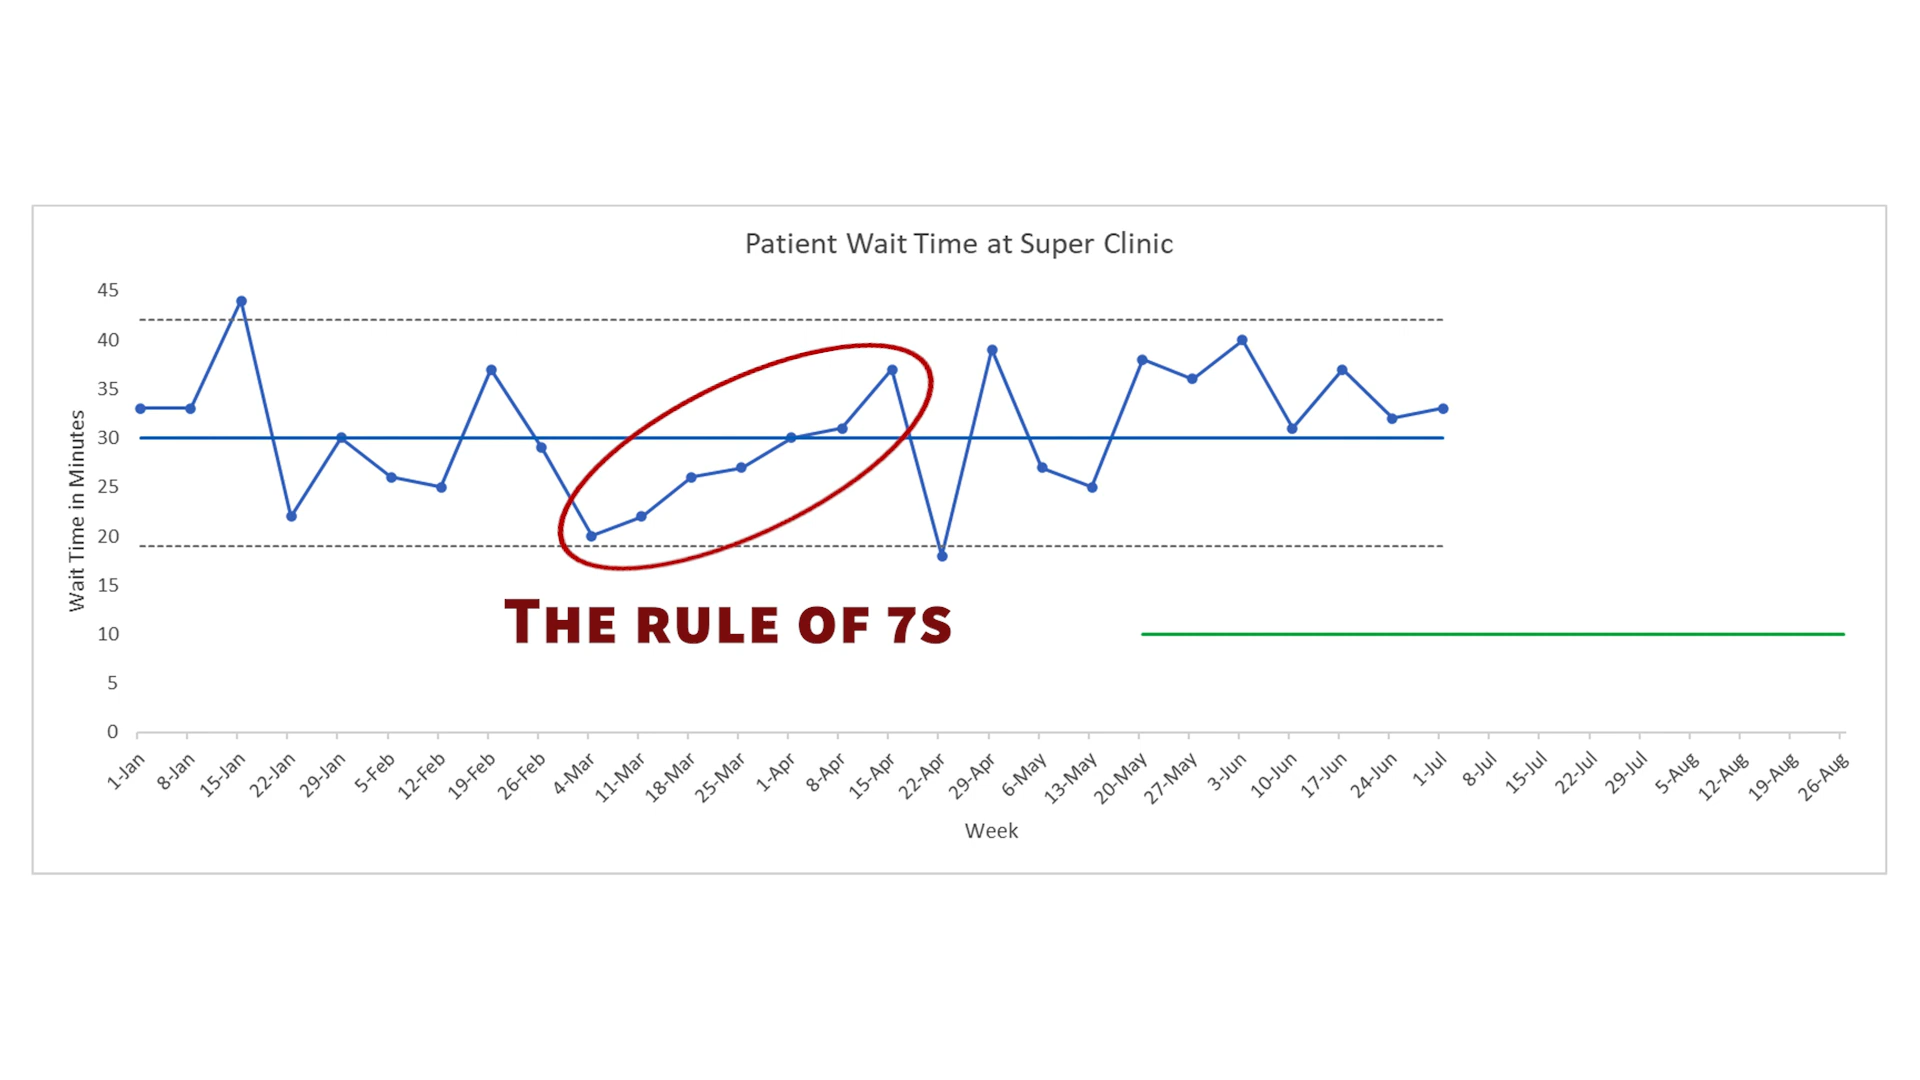 Patient Wait Time at Super Clinic
45
40
35
30
25
20
15
10
5
0
Wait Time in Minutes
THE RULE OF 7S
1-Jan
8-Jan
15-Jan
22-Jan
29-Jan
5-Feb
12-Feb
19-Feb
26-Feb
4-Mar
11-Mar
18-Mar
25-Mar
1-Apr
8-Apr
15-Apr
22-Apr
29-Apr
6-May
13-May
20-May
27-May
3-Jun
10-Jun
17-Jun
24-Jun
1-Jul
8-Jul
15-Jul
22-Jul
29-Jul
5-Aug
12-Aug
19-Aug
26-Aug
Week